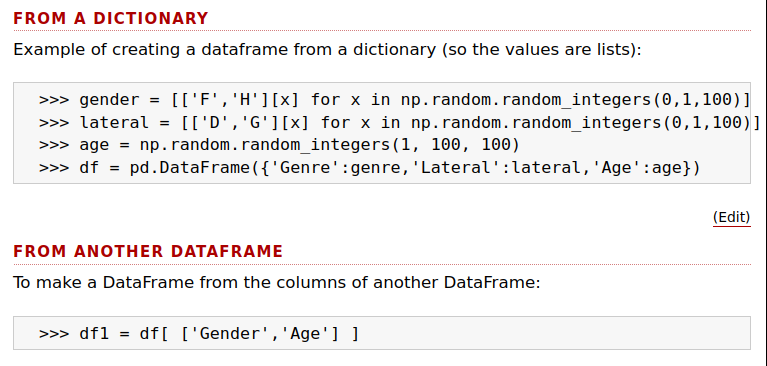 FROM A DICTIONARY
Example of creating a dataframe from a dictionary (so the values are lists):
>>> gender = [['F','H'][x] for x in np.random.random_integers(0,1,100)]
>>> lateral = [['D','G'][x] for x in np.random.random_integers(0,1,100)]
>>> age = np.random.random_integers(1, 100, 100)
>>> df = pd.DataFrame({'Genre':genre,'Lateral':lateral,'Age':age})
(Edit)
FROM ANOTHER DATAFRAME
To make a DataFrame from the columns of another DataFrame:
>>> df1 = df[ ['Gender','Age'] ]